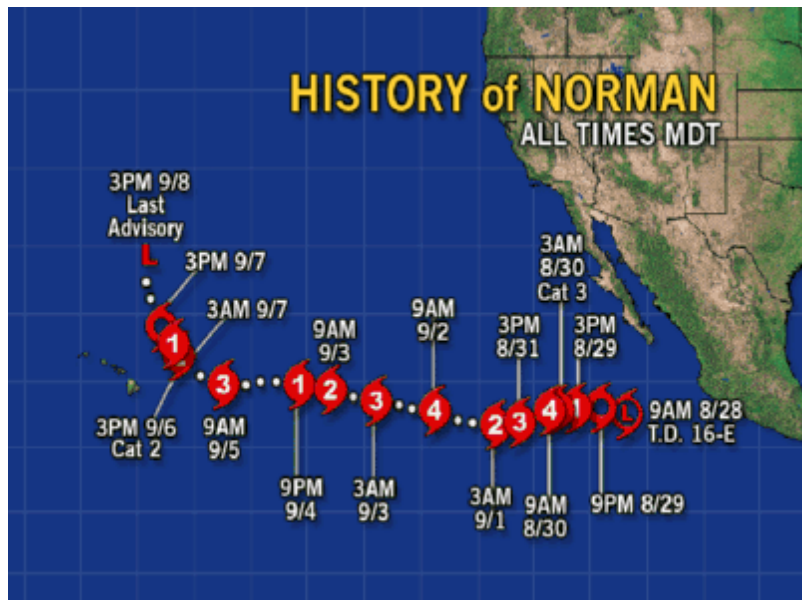 HISTORY of NORMAN
ALL TIMES MDT
3PM 9/8
Last
Advisory
L
3PM 9/7
3AM 9/7
1
3PM 9/6
Cat 2
3
9AM
9/5
1
9PM
9/4
9AM
9/3
2
3
3AM
9/3
9AM
9/2
4
2
3AM
9/1
3PM
8/31
3
4
9AM
8/30
3AM
8/30
Cat 3
3PM
8/29
1
9PM 8/29
L
9AM 8/28
T.D. 16-E